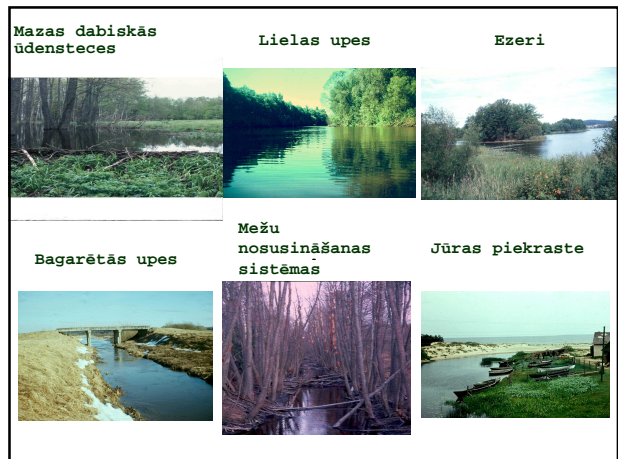 Mazas dabiskās
ūdensteces
Lielas upes
Ezeri
Bagarētās upes
Mežu
nosusināšanas
sistēmas
Jūras piekraste